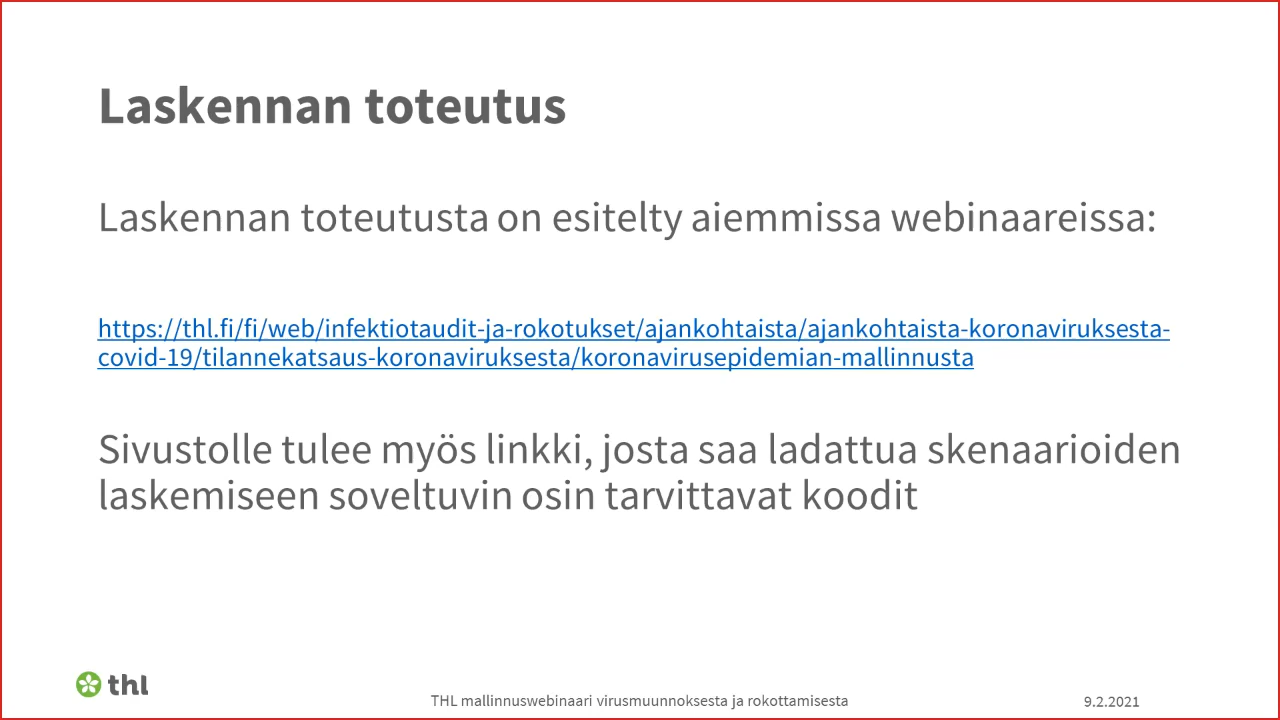 Laskennan toteutus
Laskennan toteutusta on esitelty aiemmissa webinaareissa:
https://thl.fi/fi/web/infektiotaudit-ja-rokotukset/ajankohtaista/ajankohtaista-koronaviruksesta-
covid-19/tilannekatsaus-koronaviruksesta/koronavirusepidemian-mallinnusta
Sivustolle tulee myös linkki, josta saa ladattua skenaarioiden
laskemiseen soveltuvin osin tarvittavat koodit
thl
THL mallinnuswebinaari virusmuunnoksesta ja rokottamisesta
9.2.2021